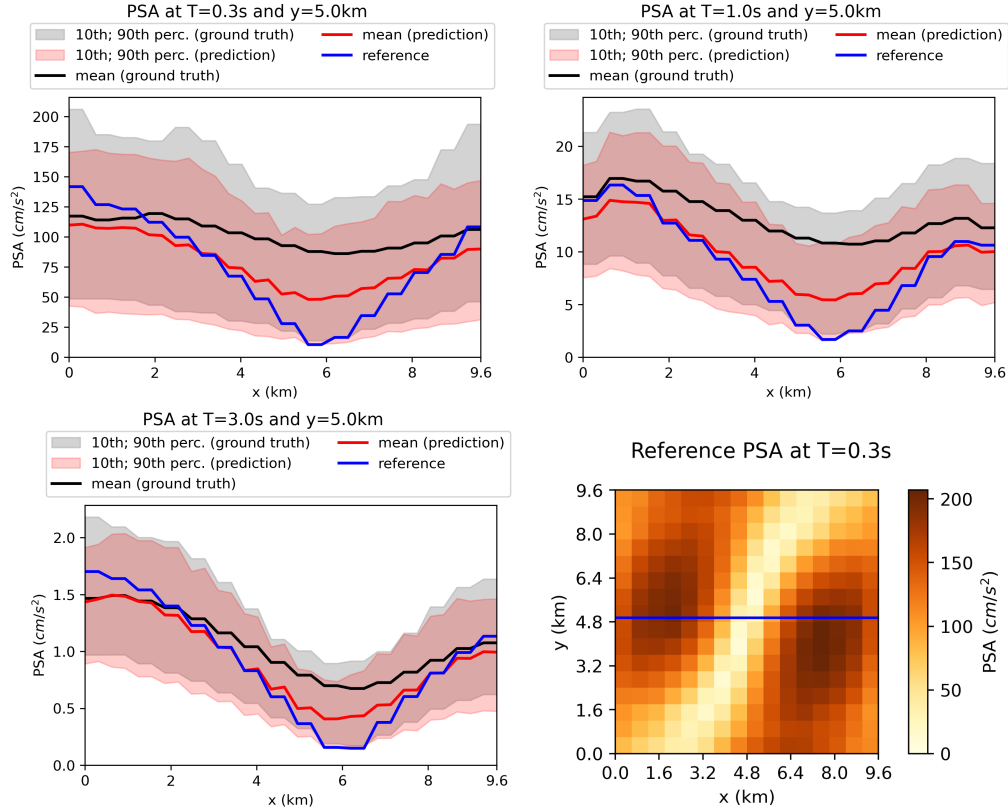 PSA at T=0.3s and y=5.0km
10th; 90th perc. (ground truth)
10th; 90th perc. (prediction)
mean (ground truth)
mean (prediction)
reference
PSA (cm/s²)
200
175
150
125
100
75
50
25
0
0 2 4 6 8 9.6
x (km)
PSA at T=1.0s and y=5.0km
10th; 90th perc. (ground truth)
10th; 90th perc. (prediction)
mean (ground truth)
mean (prediction)
reference
PSA (cm/s²)
20
15
10
5
0
0 2 4 6 8 9.6
x (km)
PSA at T=3.0s and y=5.0km
10th; 90th perc. (ground truth)
10th; 90th perc. (prediction)
mean (ground truth)
mean (prediction)
reference
PSA (cm/s²)
2.0
1.5
1.0
0.5
0.0
0 2 4 6 8 9.6
x (km)
Reference PSA at T=0.3s
y (km)
9.6
8.0
6.4
4.8
3.2
1.6
0.0
0.0 1.6 3.2 4.8 6.4 8.0 9.6
x (km)
200
150
100
50
0
PSA (cm/s²)